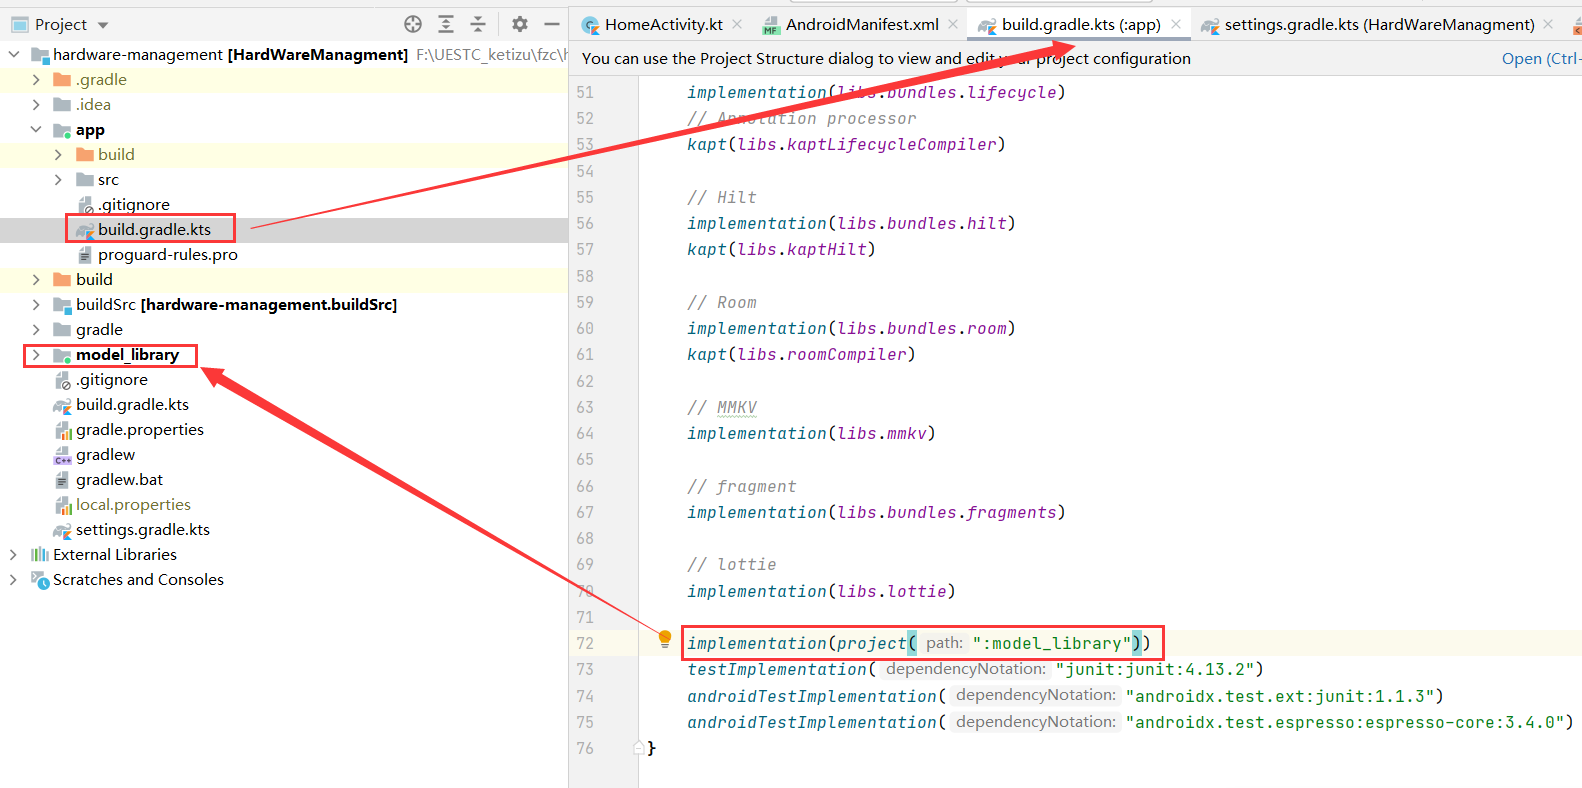 Project
hardware-management [HardWareManagment] F:\UESTC_ketizu\fzc\h
.gradle
.idea
app
build
src
.gitignore
build.gradle.kts
proguard-rules.pro
build
buildSrc [hardware-management.buildSrc]
gradle
model_library
.gitignore
build.gradle.kts
gradle.properties
gradlew
gradlew.bat
local.properties
settings.gradle.kts
External Libraries
Scratches and Consoles
HomeActivity.kt AndroidManifest.xml build.gradle.kts (:app) settings.gradle.kts (HardWareManagment)
You can use the Project Structure dialog to view and edit your project configuration Open (Ctrl-
51 implementation(libs.bundles.lifecycle)
52 // Annotation processor
53 kapt(libs.kaptLifecycleCompiler)
54
55 // Hilt
56 implementation(libs.bundles.hilt)
57 kapt(libs.kaptHilt)
58
59 // Room
60 implementation(libs.bundles.room)
61 kapt(libs.roomCompiler)
62
63 // MMKV
64 implementation(libs.mmkv)
65
66 // fragment
67 implementation(libs.bundles.fragments)
68
69 // lottie
70 implementation(libs.lottie)
71
72 implementation(project( path: ":model_library"))
73 testImplementation( dependencyNotation: "junit:junit:4.13.2")
74 androidTestImplementation( dependencyNotation: "androidx.test.ext:junit:1.1.3")
75 androidTestImplementation( dependencyNotation: "androidx.test.espresso:espresso-core:3.4.0")
76 }